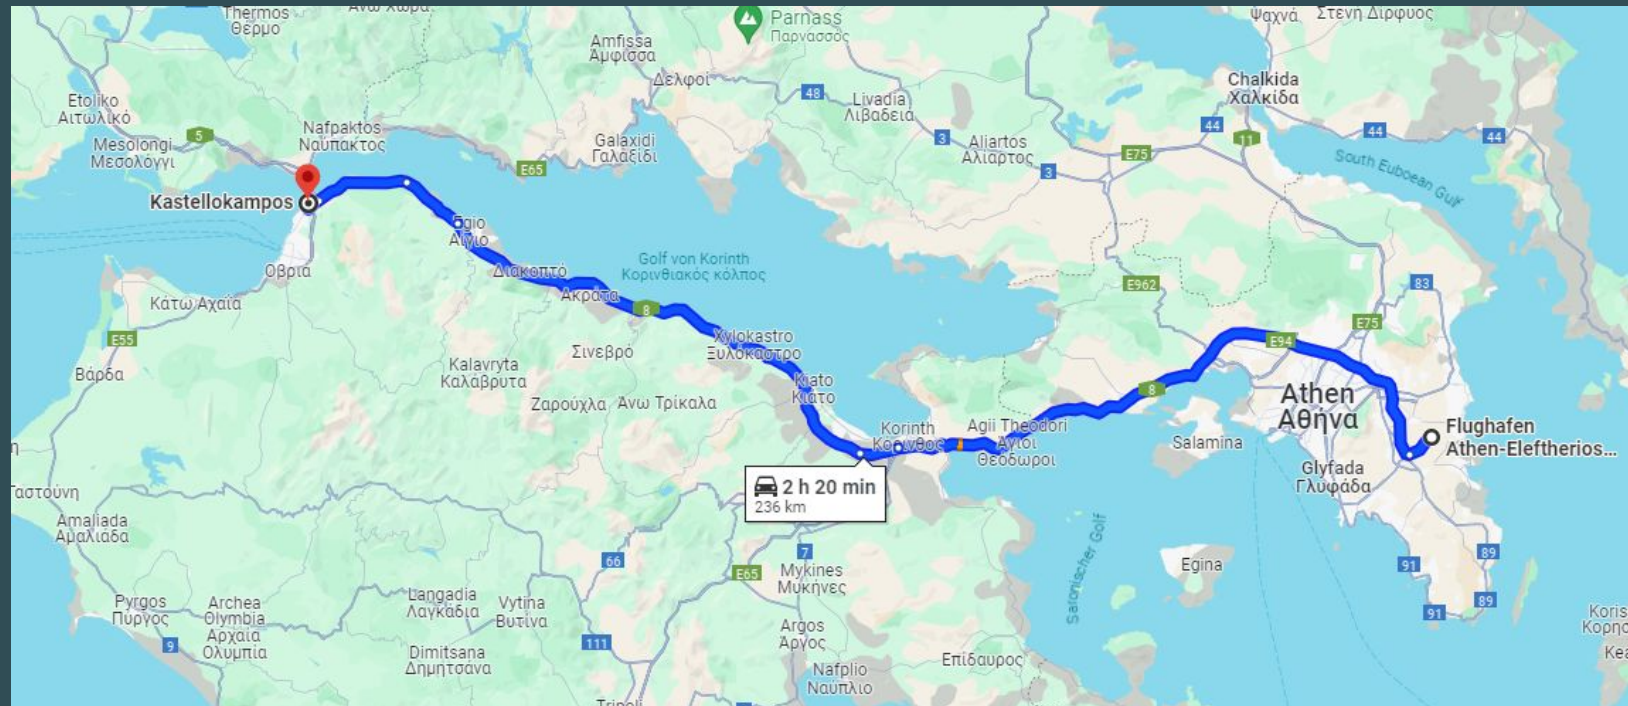 Thermos
Θέρμο
Άνω Χώρα
Parnass
Παρνασσός
Ψαχνά
Στενή Δίρφυος
Amfissa
Άμφισσα
Δελφοί
48
Livadia
Λιβαδειά
Chalkida
Χαλκίδα
Etoliko
Αιτωλικό
5
Nafpaktos
Ναύπακτος
Mesolongi
Μεσολόγγι
Galaxidi
Γαλαξίδι
E65
3
Aliartos
Αλίαρτος
3
E75
44
11
44
44
South Euboean Gulf
Kastellokampos
Egio
Αίγιο
Οβριά
Διακοπτό
Golf von Korinth
Κορινθιακός κόλπος
Ακράτα
8
Κάτω Αχαΐα
E55
Βάρδα
E962
83
E75
E94
Xylokastro
Ξυλόκαστρο
Σινεβρό
Kalavryta
Καλάβρυτα
Kiato
Κιάτο
Ζαρούχλα
Άνω Τρίκαλα
8
Athen
Αθήνα
Korinth
Κόρινθος
Agii Theodori
Άγιοι
Θεόδωροι
Salamina
Flughafen
Athen-Eleftherios...
Glyfada
Γλυφάδα
2 h 20 min
236 km
Γαστούνη
Amaliada
Αμαλιάδα
66
7
E65
Mykines
Μυκήνες
Saronischer Golf
Egina
91
89
89
91
Pyrgos
Πύργος
9
Archea
Olympia
Αρχαία
Ολυμπία
Langadia
Λαγκάδια
Vytina
Βυτίνα
111
Dimitsana
Δημητσάνα
Argos
Άργος
Nafplio
Ναύπλιο
Επίδαυρος
Tripoli